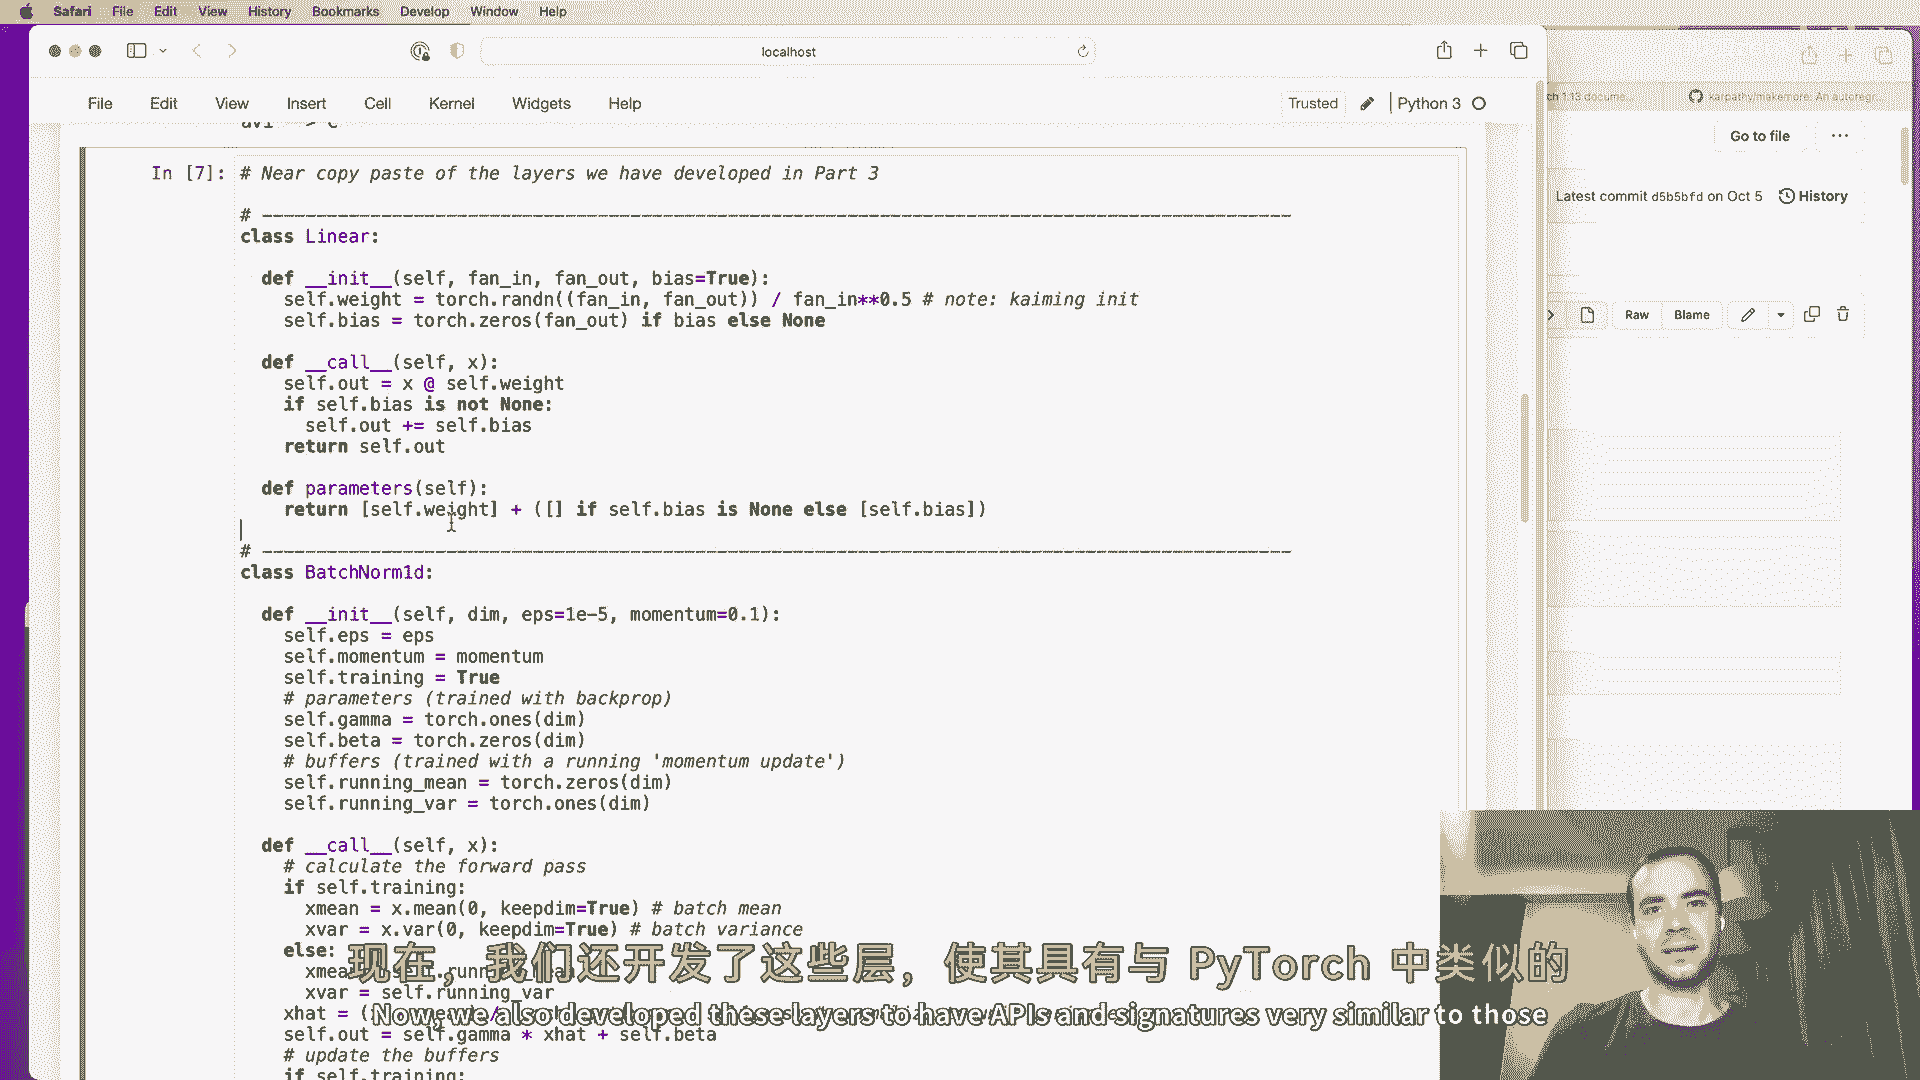 Safari File Edit View History Bookmarks Develop Window Help
localhost
File Edit View Insert Cell Kernel Widgets Help
Trusted Python 3
ch 1.13 docume...
karpathy/makemore: An autoregr...
Go to file
Latest commit d5b5bfd on Oct 5 History
Raw Blame
In [7]: # Near copy paste of the layers we have developed in Part 3
# -----------------------------------------------------------------------------------------------
class Linear:
def __init__(self, fan_in, fan_out, bias=True):
self.weight = torch.randn((fan_in, fan_out)) / fan_in**0.5 # note: kaiming init
self.bias = torch.zeros(fan_out) if bias else None
def __call__(self, x):
self.out = x @ self.weight
if self.bias is not None:
self.out += self.bias
return self.out
def parameters(self):
return [self.weight] + ([] if self.bias is None else [self.bias])
# -----------------------------------------------------------------------------------------------
class BatchNorm1d:
def __init__(self, dim, eps=1e-5, momentum=0.1):
self.eps = eps
self.momentum = momentum
self.training = True
# parameters (trained with backprop)
self.gamma = torch.ones(dim)
self.beta = torch.zeros(dim)
# buffers (trained with a running 'momentum update')
self.running_mean = torch.zeros(dim)
self.running_var = torch.ones(dim)
def __call__(self, x):
# calculate the forward pass
if self.training:
xmean = x.mean(0, keepdim=True) # batch mean
xvar = x.var(0, keepdim=True) # batch variance
else:
现在，我们还开发了这些层，使其具有与 PyTorch 中类似的
xvar = self.running_var
Now, we also developed these layers to have APIs and signatures very similar to those
self.out = self.gamma * xhat + self.beta
# update the buffers
if self.training: